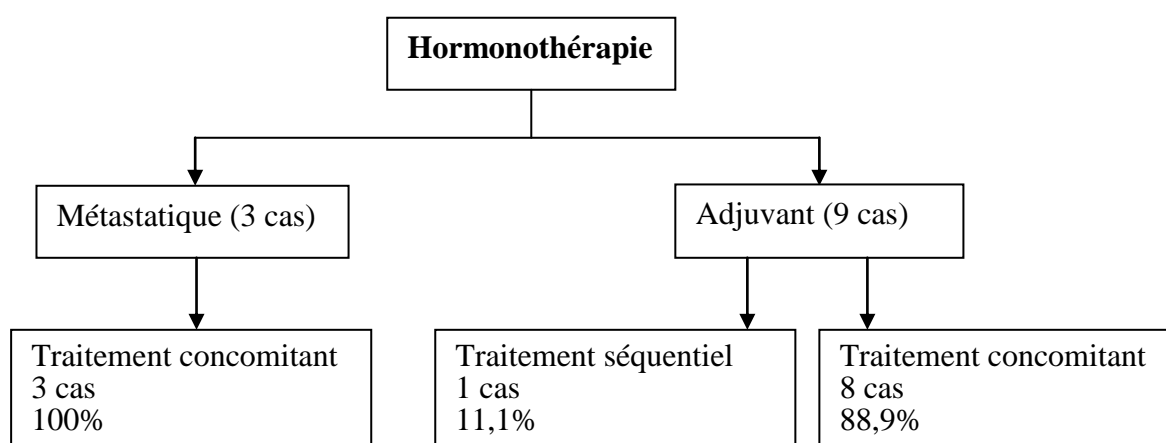 Hormonothérapie
Métastatique (3 cas)
Adjuvant (9 cas)
Traitement concomitant
3 cas
100%
Traitement séquentiel
1 cas
11,1%
Traitement concomitant
8 cas
88,9%